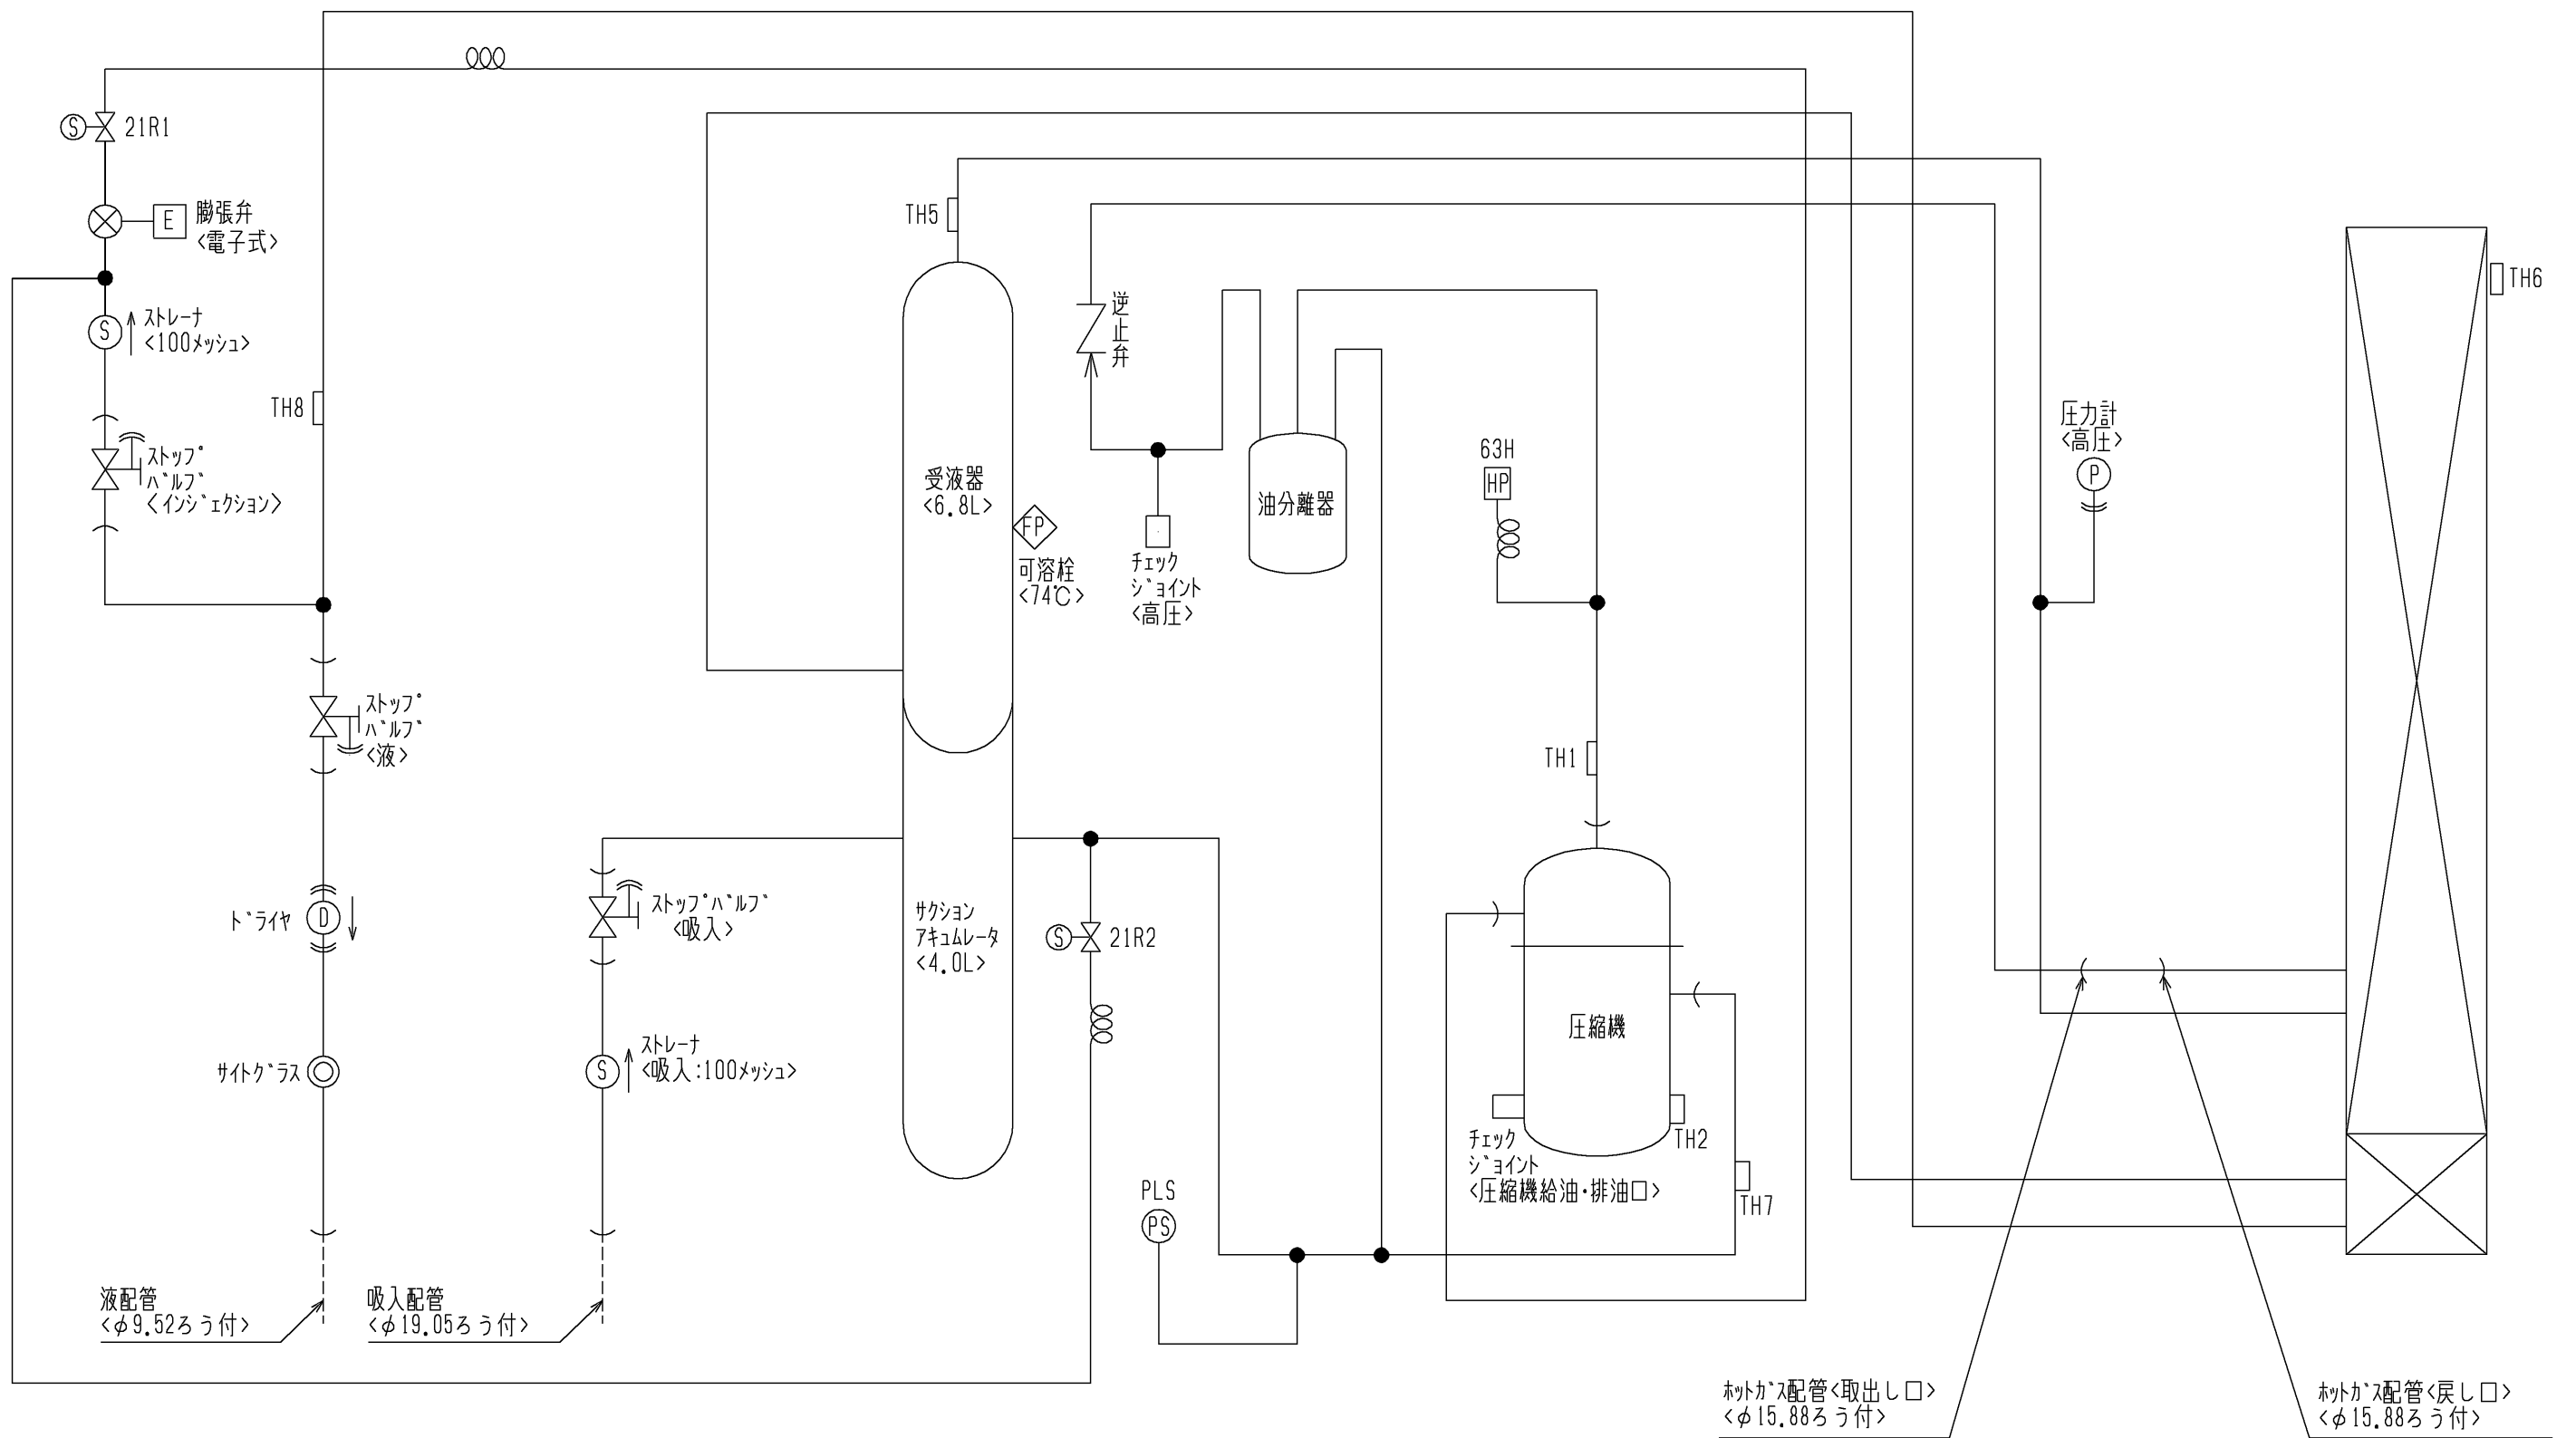 S
21R1
E
膨張弁
<電子式>
S
ストレーナ
<100メッシュ>
ストップ
バルブ
<インジェクション>
TH8
ストップ
バルブ
<液>
ドライヤ
D
サイトグラス
液配管
<φ9.52ろう付>
ストップバルブ
<吸入>
S
ストレーナ
<吸入:100メッシュ>
吸入配管
<φ19.05ろう付>
TH5
受液器
<6.8L>
FP
可溶栓
<74℃>
サクション
アキュムレータ
<4.0L>
S
21R2
逆止弁
チェック
ジョイント
<高圧>
油分離器
63H
HP
TH1
圧縮機
チェック
ジョイント
<圧縮機給油・排油口>
TH2
TH7
PLS
PS
圧力計
<高圧>
P
TH6
ホットガス配管<取出し口>
<φ15.88ろう付>
ホットガス配管<戻し口>
<φ15.88ろう付>